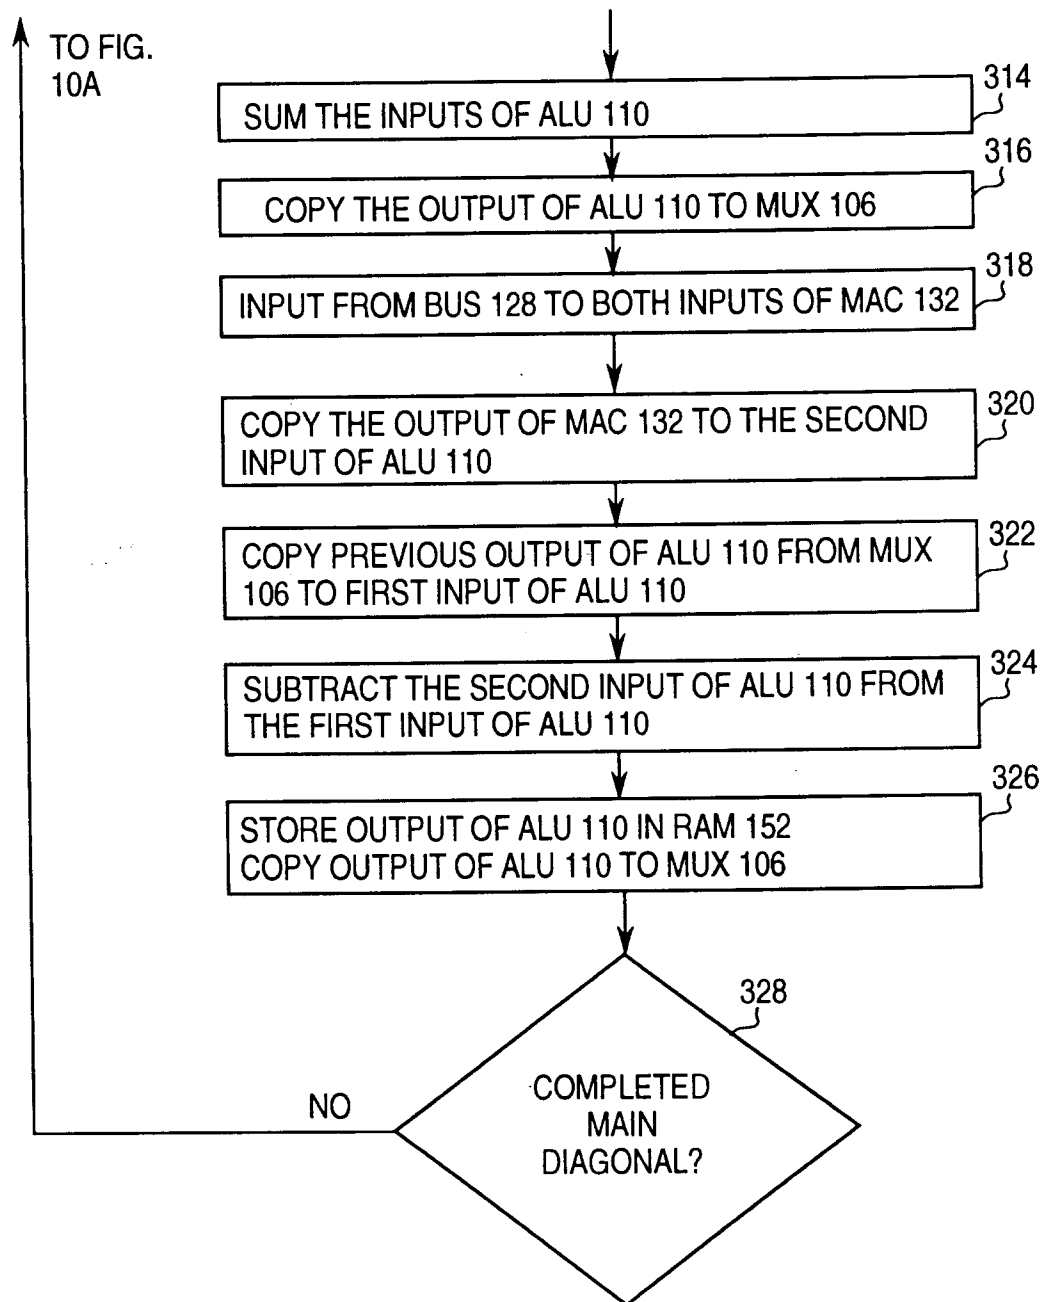 TO FIG.
10A
314
SUM THE INPUTS OF ALU 110
316
COPY THE OUTPUT OF ALU 110 TO MUX 106
318
INPUT FROM BUS 128 TO BOTH INPUTS OF MAC 132
320
COPY THE OUTPUT OF MAC 132 TO THE SECOND
INPUT OF ALU 110
322
COPY PREVIOUS OUTPUT OF ALU 110 FROM MUX
106 TO FIRST INPUT OF ALU 110
324
SUBTRACT THE SECOND INPUT OF ALU 110 FROM
THE FIRST INPUT OF ALU 110
326
STORE OUTPUT OF ALU 110 IN RAM 152
COPY OUTPUT OF ALU 110 TO MUX 106
328
COMPLETED
MAIN
DIAGONAL?
NO